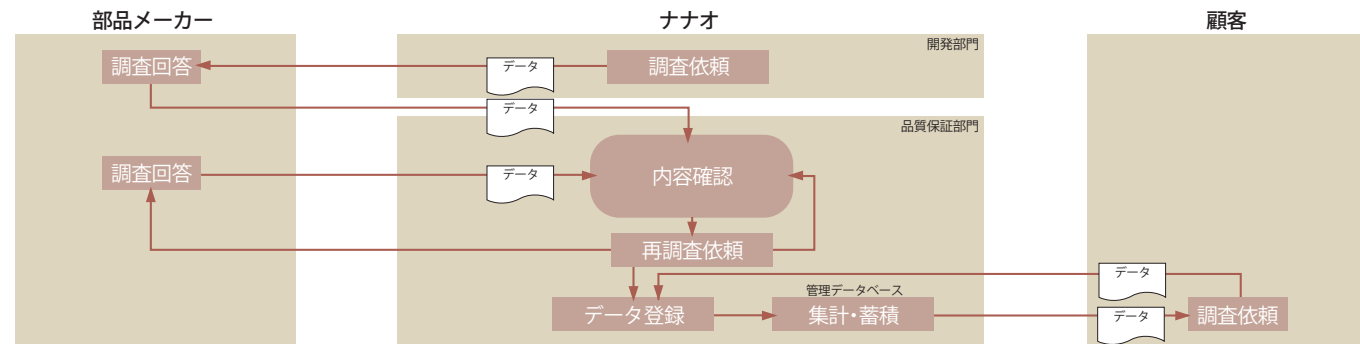 部品メーカー
ナナオ
顧客
開発部門
調査回答
データ
調査依頼
データ
品質保証部門
調査回答
データ
内容確認
再調査依頼
データ
管理データベース
データ登録
集計・蓄積
データ
調査依頼